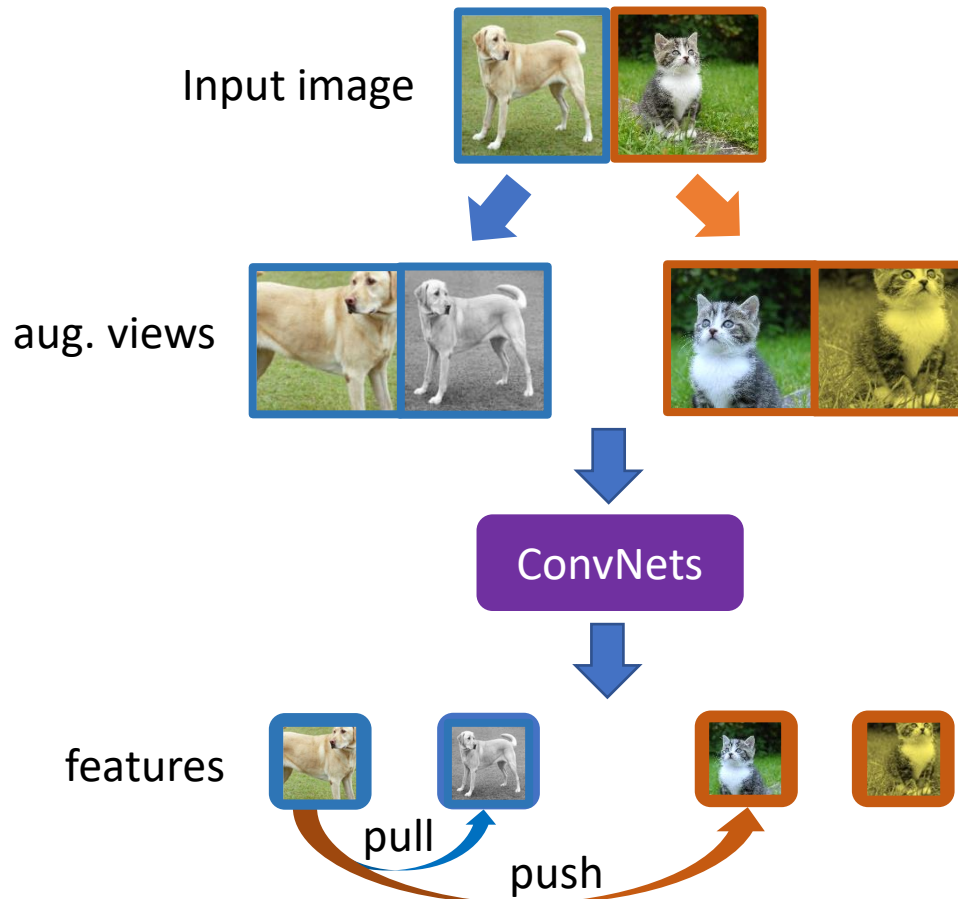 Input image
aug. views
ConvNets
features
pull
push